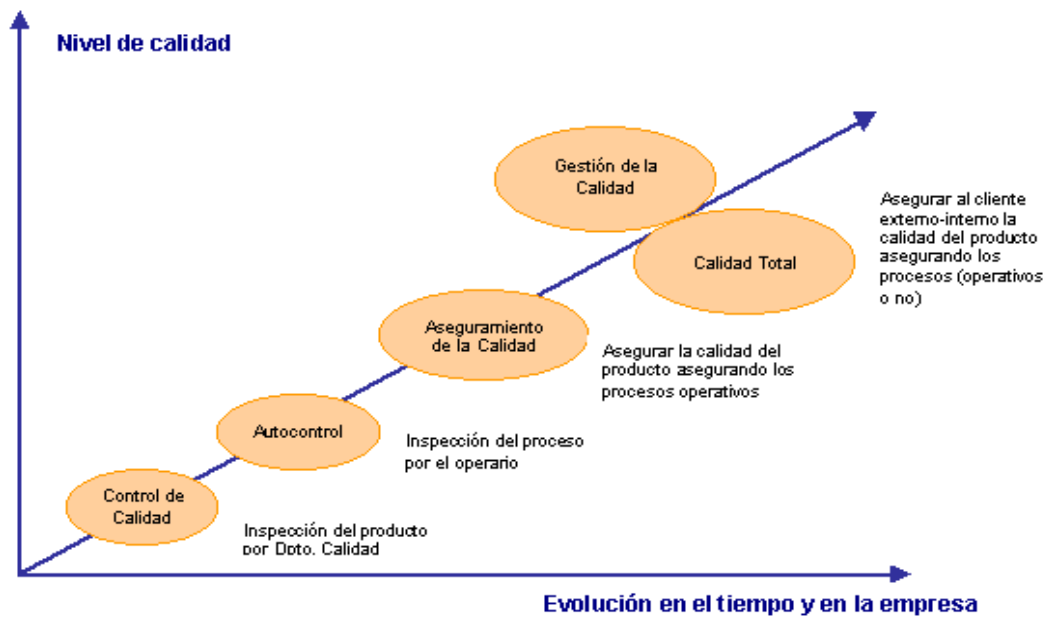 Nivel de calidad
Gestión de la
Calidad
Asegurar al cliente
externo-interno la
calidad del producto
asegurando los
procesos (operativos
o no)
Calidad Total
Aseguramiento
de la Calidad
Asegurar la calidad del
producto asegurando los
procesos operativos
Autocontrol
Inspección del proceso
por el operario
Control de
Calidad
Inspección del producto
por Dpto. Calidad
Evolución en el tiempo y en la empresa